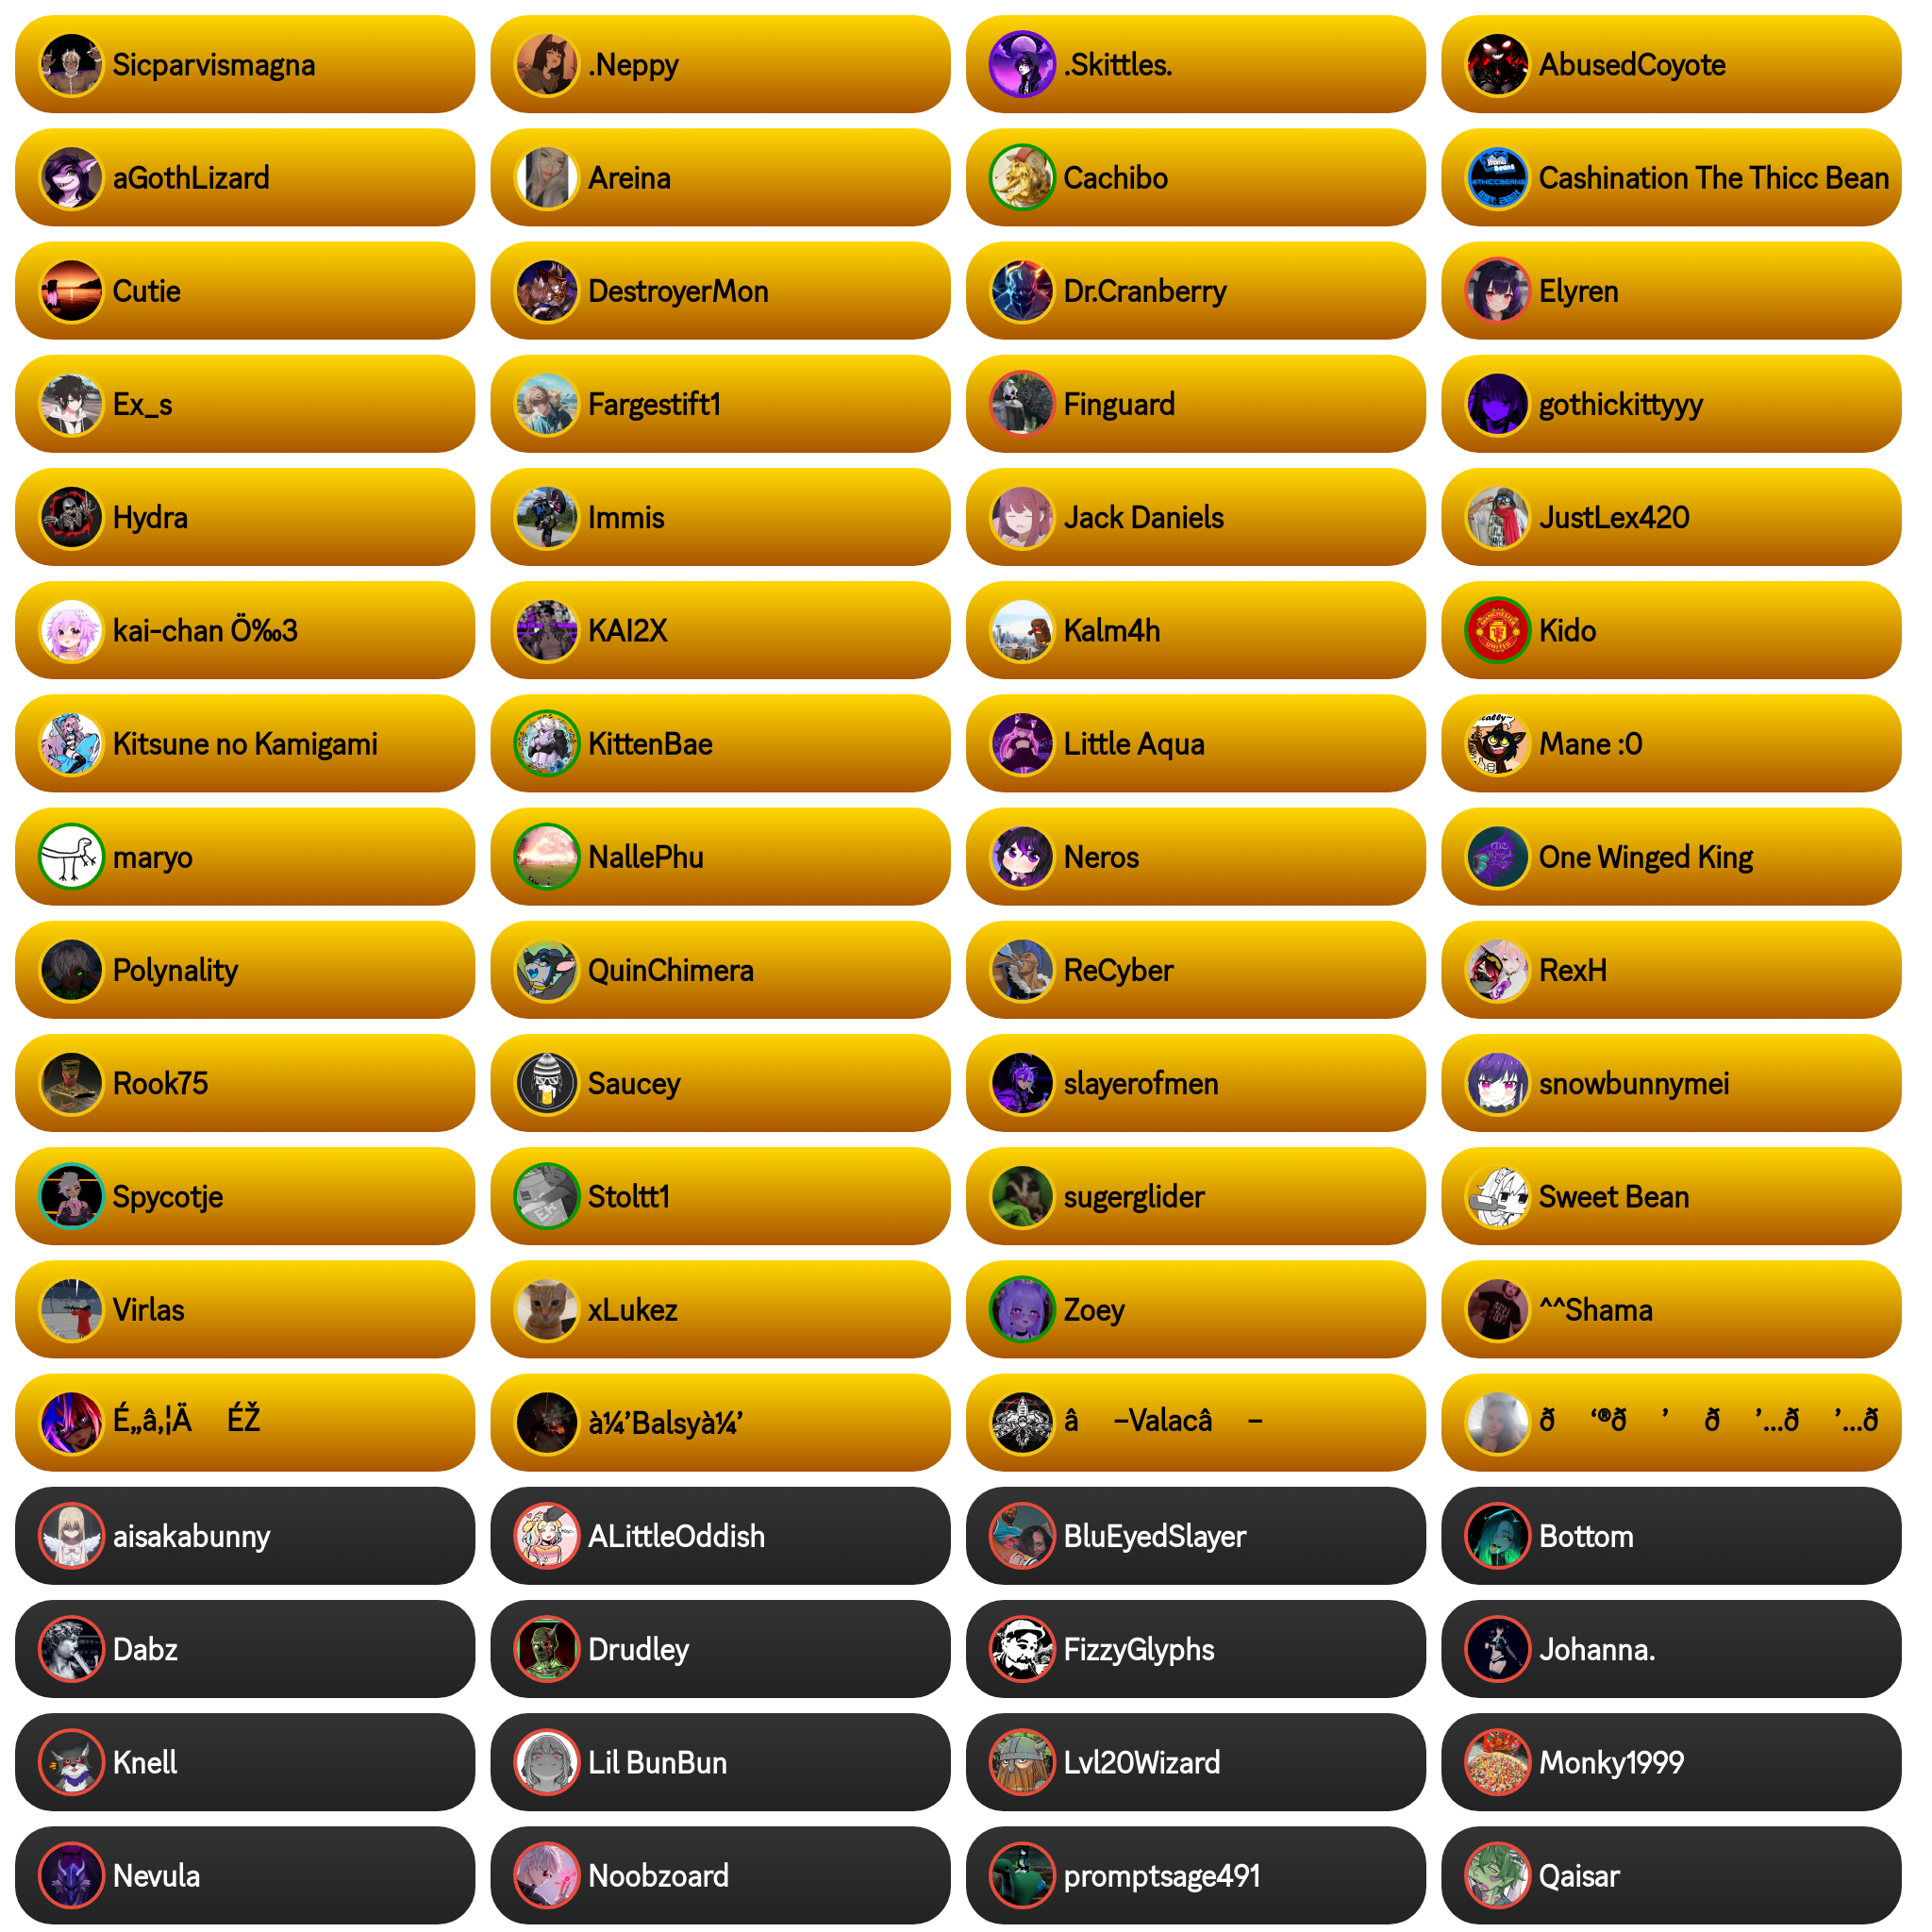 Sicparvismagna
.Neppy
.Skittles.
AbusedCoyote
aGothLizard
Areina
Cachibo
Cashination The Thicc Bean
Cutie
DestroyerMon
Dr.Cranberry
Elyren
Ex_s
Fargestift1
Finguard
gothickittyyy
Hydra
Immis
Jack Daniels
JustLex420
kai-chan Ö‰3
KAI2X
Kalm4h
Kido
MANCHESTER
UNITED
Kitsune no Kamigami
KittenBae
Little Aqua
Mane :0
maryo
NallePhu
Neros
One Winged King
Polynality
QuinChimera
ReCyber
RexH
Rook75
Saucey
slayerofmen
snowbunnymei
Spycotje
Stoltt1
sugerglider
Sweet Bean
Virlas
xLukez
Zoey
^^Shama
É„â‚¦Ä ÉŽ
à¼’Balsyà¼’
â –Valacâ –
ð ‘®ð ’ ð ’…ð ’…ð
aisakabunny
ALittleOddish
BluEyedSlayer
Bottom
Dabz
Drudley
FizzyGlyphs
Johanna.
Knell
Lil BunBun
Lvl20Wizard
Monky1999
Nevula
Noobzoard
promptsage491
Qaisar